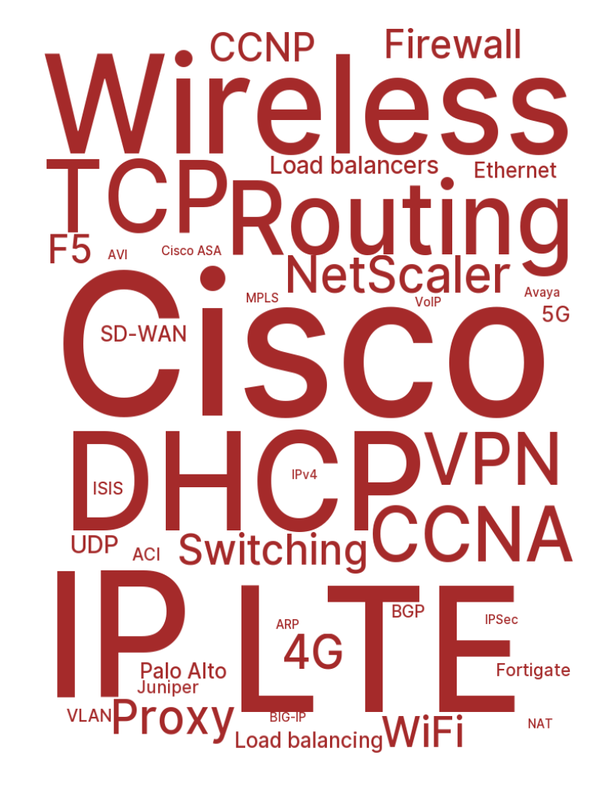 CCNP
Firewall
Wireless
Load balancers
Ethernet
TCP
Routing
F5
AVI
Cisco ASA
NetScaler
MPLS
VoIP
Avaya
5G
Cisco
SD-WAN
DHCP
VPN
IPv4
ISIS
CCNA
UDP
ACI
Switching
IP
LTE
BGP
ARP
IPSec
4G
Palo Alto
Fortigate
Juniper
VLAN
Proxy
BIG-IP
WiFi
NAT
Load balancing